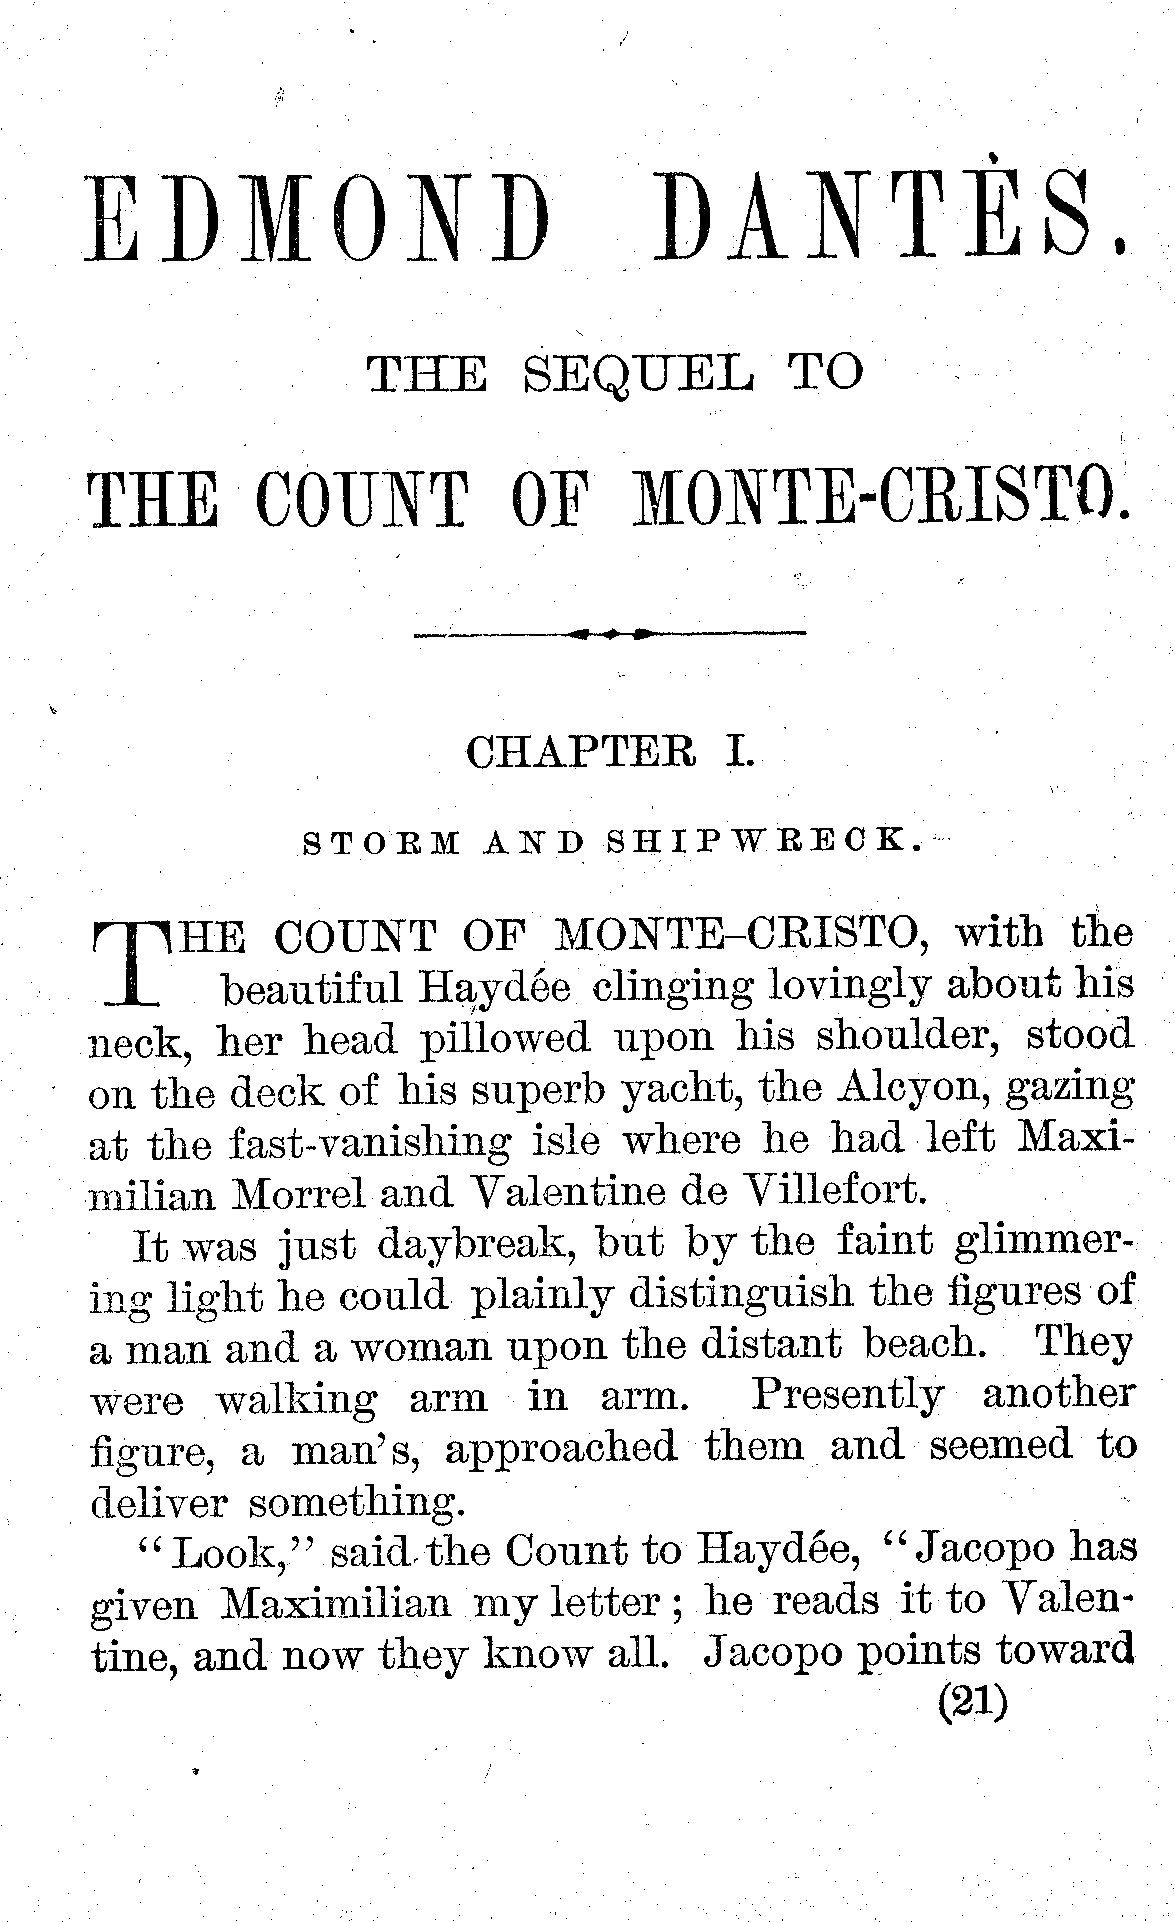 EDMOND DANTÈS.
THE SEQUEL TO
THE COUNT OF MONTE-CRISTO.
CHAPTER I.
STORM AND SHIPWRECK.
THE COUNT OF MONTE-CRISTO, with the
beautiful Haydée clinging lovingly about his
neck, her head pillowed upon his shoulder, stood
on the deck of his superb yacht, the Alcyon, gazing
at the fast-vanishing isle where he had left Maxi-
milian Morrel and Valentine de Villefort.
It was just daybreak, but by the faint glimmer-
ing light he could plainly distinguish the figures of
a man and a woman upon the distant beach. They
were walking arm in arm. Presently another
figure, a man's, approached them and seemed to
deliver something.
"Look," said the Count to Haydée, "Jacopo has
given Maximilian my letter; he reads it to Valen-
tine, and now they know all. Jacopo points toward
(21)